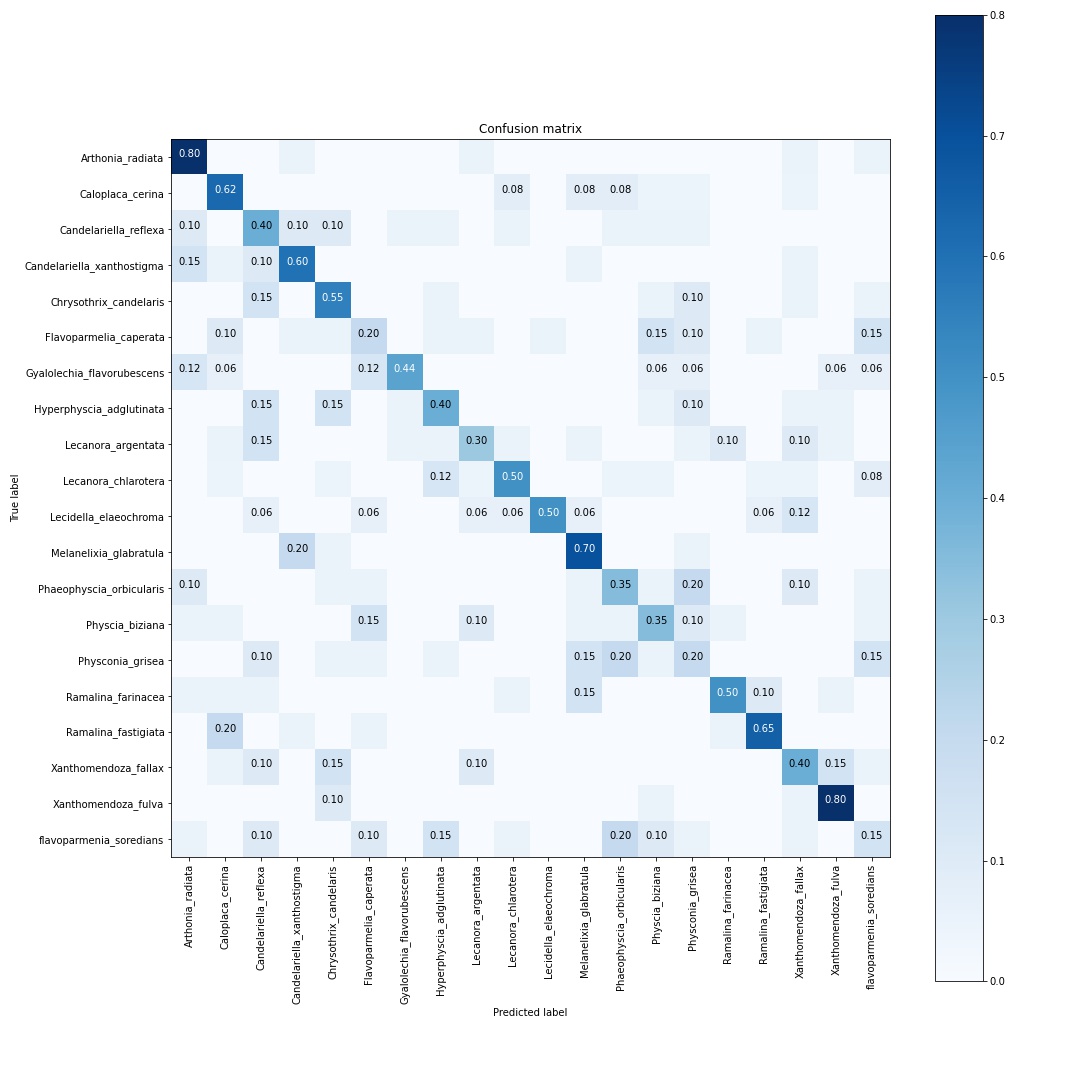 Confusion matrix
True label
Arthonia_radiata 0.80
Caloplaca_cerina 0.62 0.08 0.08 0.08
Candelariella_reflexa 0.10 0.40 0.10 0.10
Candelariella_xanthostigma 0.15 0.10 0.60
Chrysothrix_candelaris 0.15 0.55 0.10
Flavoparmelia_caperata 0.10 0.20 0.15 0.10 0.15
Gyalolechia_flavorubescens 0.12 0.06 0.12 0.44 0.06 0.06 0.06 0.06
Hyperphyscia_adglutinata 0.15 0.15 0.40 0.10
Lecanora_argentata 0.15 0.30 0.10 0.10
Lecanora_chlarotera 0.12 0.50 0.08
Lecidella_elaeochroma 0.06 0.06 0.06 0.06 0.50 0.06 0.06 0.12
Melanelixia_glabratula 0.20 0.70
Phaeophyscia_orbicularis 0.10 0.35 0.20 0.10
Physcia_biziana 0.15 0.10 0.35 0.10
Physconia_grisea 0.10 0.15 0.20 0.20 0.15
Ramalina_farinacea 0.15 0.50 0.10
Ramalina_fastigiata 0.20 0.65
Xanthomendoza_fallax 0.10 0.15 0.10 0.40 0.15
Xanthomendoza_fulva 0.10 0.80
flavoparmenia_soredians 0.10 0.10 0.15 0.20 0.10 0.15
Arthonia_radiata
Caloplaca_cerina
Candelariella_reflexa
Candelariella_xanthostigma
Chrysothrix_candelaris
Flavoparmelia_caperata
Gyalolechia_flavorubescens
Hyperphyscia_adglutinata
Lecanora_argentata
Lecanora_chlarotera
Lecidella_elaeochroma
Melanelixia_glabratula
Phaeophyscia_orbicularis
Physcia_biziana
Physconia_grisea
Ramalina_farinacea
Ramalina_fastigiata
Xanthomendoza_fallax
Xanthomendoza_fulva
flavoparmenia_soredians
Predicted label
0.8
0.7
0.6
0.5
0.4
0.3
0.2
0.1
0.0